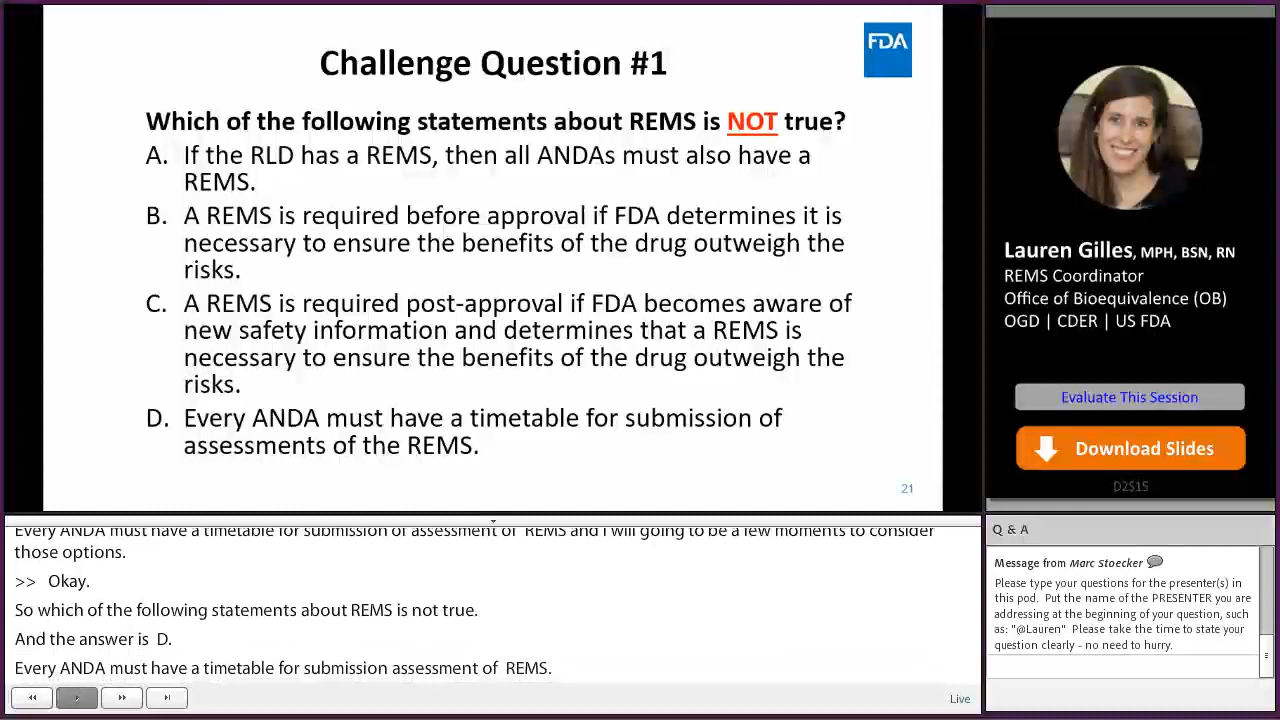 FDA
Challenge Question #1
Which of the following statements about REMS is NOT true?
A. If the RLD has a REMS, then all ANDAs must also have a
REMS.
B. A REMS is required before approval if FDA determines it is
necessary to ensure the benefits of the drug outweigh the
risks.
C. A REMS is required post-approval if FDA becomes aware of
new safety information and determines that a REMS is
necessary to ensure the benefits of the drug outweigh the
risks.
D. Every ANDA must have a timetable for submission of
assessments of the REMS.
21
Lauren Gilles, MPH, BSN, RN
REMS Coordinator
Office of Bioequivalence (OB)
OGD | CDER | US FDA
Evaluate This Session
Download Slides
D2S15
Every ANDA must have a timetable for submission of assessment of REMS and I will going to be a few moments to consider
those options.
>> Okay.
So which of the following statements about REMS is not true.
And the answer is D.
Every ANDA must have a timetable for submission assessment of REMS.
Live
Q & A
Message from Marc Stoecker
Please type your questions for the presenter(s) in
this pod. Put the name of the PRESENTER you are
addressing at the beginning of your question, such
as: "@Lauren" Please take the time to state your
question clearly - no need to hurry.